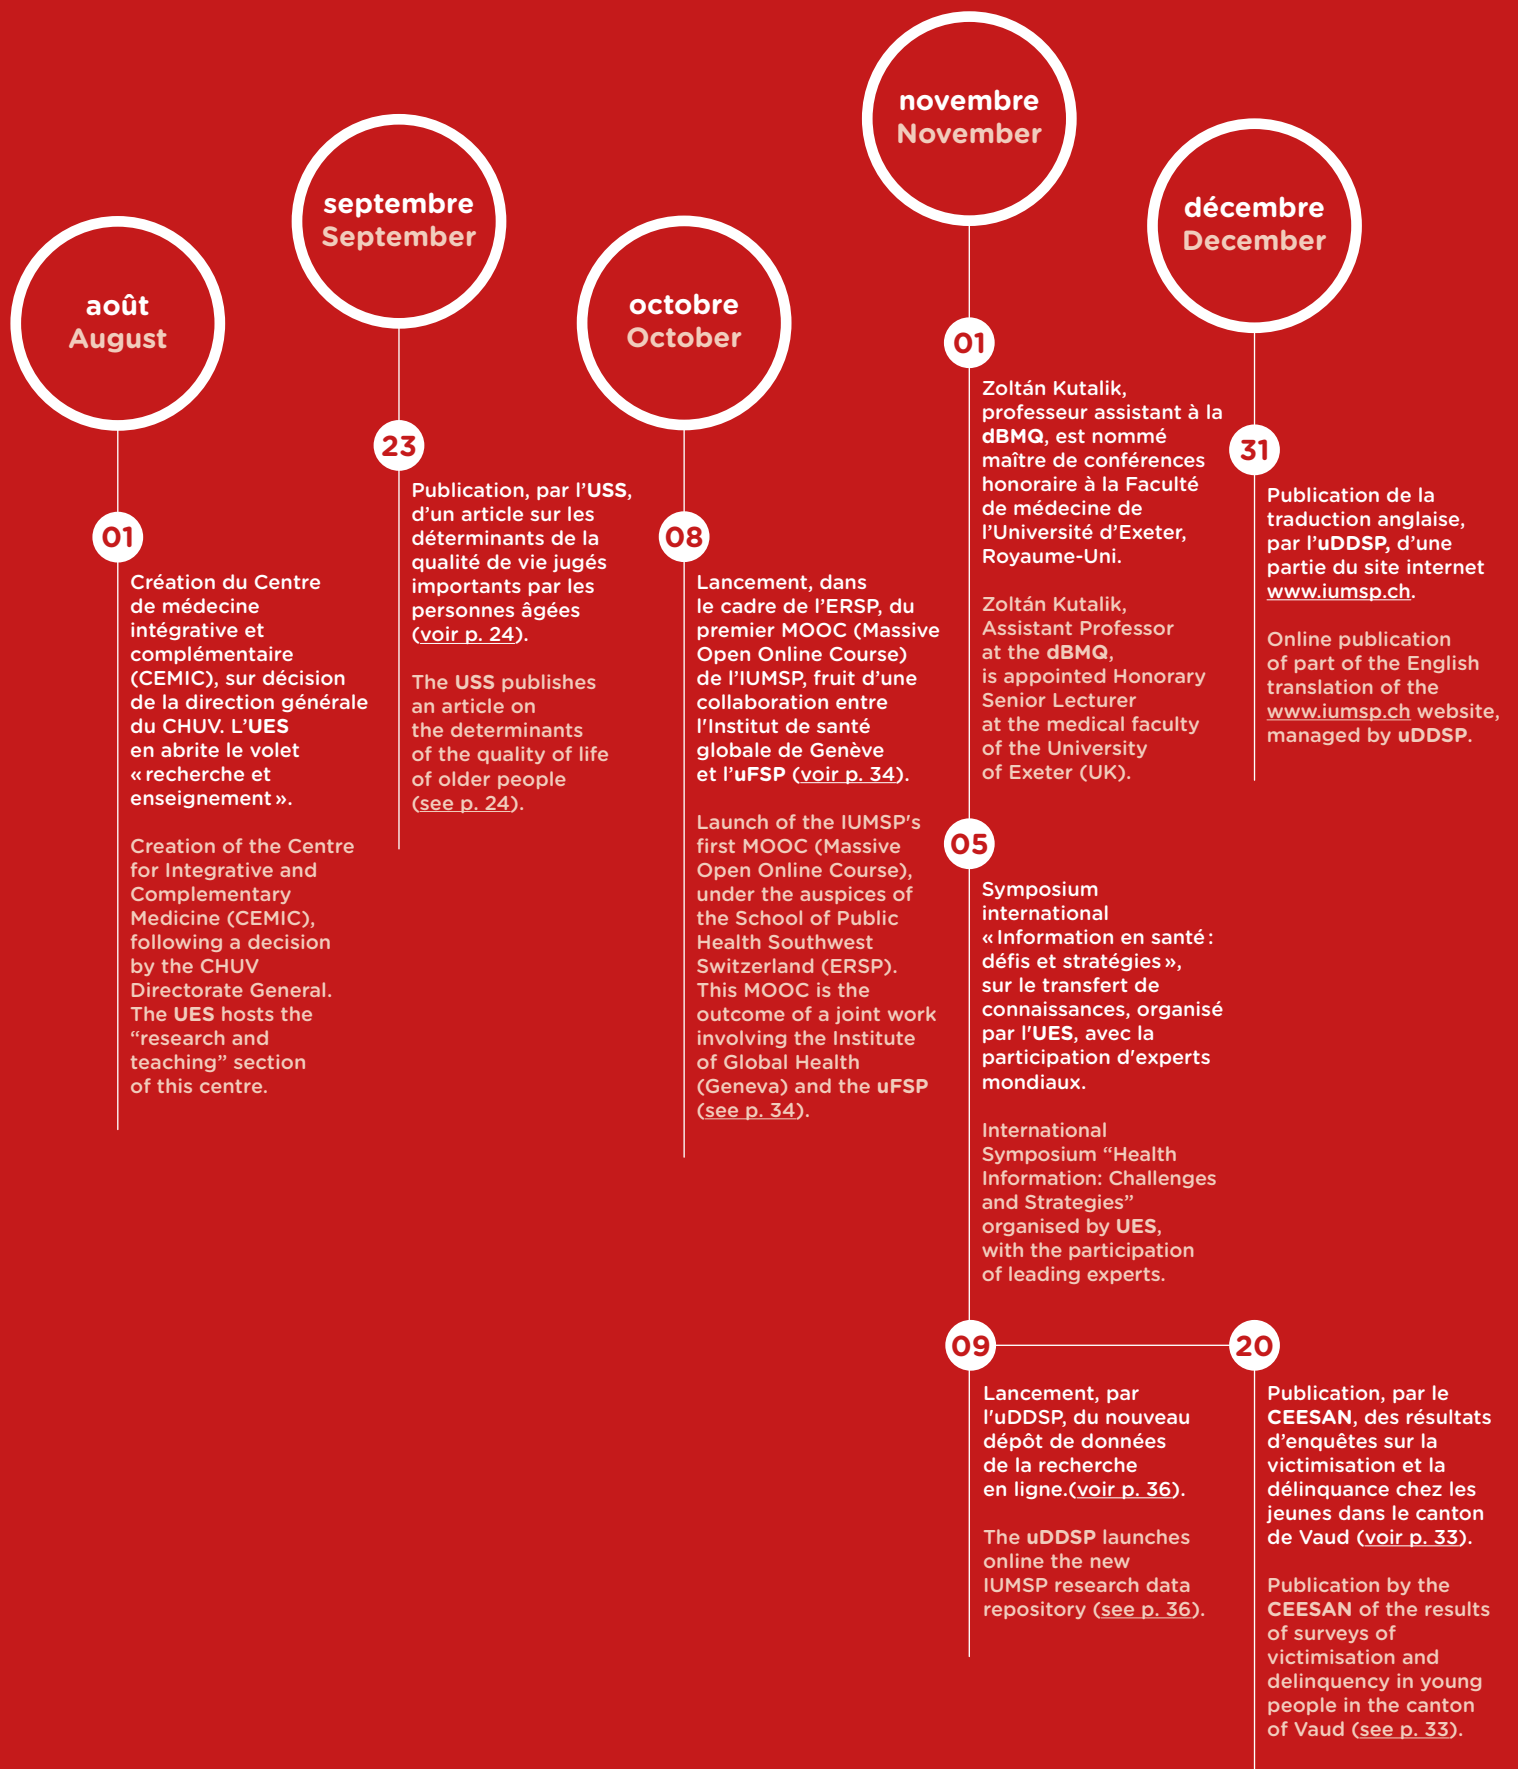 août
August
01
Création du Centre
de médecine
intégrative et
complémentaire
(CEMIC), sur décision
de la direction générale
du CHUV. L’UES
en abrite le volet
« recherche et
enseignement ».
Creation of the Centre
for Integrative and
Complementary
Medicine (CEMIC),
following a decision
by the CHUV
Directorate General.
The UES hosts the
“research and
teaching” section
of this centre.
septembre
September
23
Publication, par l’USS,
d’un article sur les
déterminants de la
qualité de vie jugés
importants par les
personnes âgées
(voir p. 24).
The USS publishes
an article on
the determinants
of the quality of life
of older people
(see p. 24).
octobre
October
08
Lancement, dans
le cadre de l’ERSP, du
premier MOOC (Massive
Open Online Course)
de l’IUMSP, fruit d’une
collaboration entre
l'Institut de santé
globale de Genève
et l’uFSP (voir p. 34).
Launch of the IUMSP's
first MOOC (Massive
Open Online Course),
under the auspices of
the School of Public
Health Southwest
Switzerland (ERSP).
This MOOC is the
outcome of a joint work
involving the Institute
of Global Health
(Geneva) and the uFSP
(see p. 34).
novembre
November
01
Zoltán Kutalik,
professeur assistant à la
dBMQ, est nommé
maître de conférences
honoraire à la Faculté
de médecine de
l’Université d’Exeter,
Royaume-Uni.
Zoltán Kutalik,
Assistant Professor
at the dBMQ,
is appointed Honorary
Senior Lecturer
at the medical faculty
of the University
of Exeter (UK).
05
Symposium
international
« Information en santé :
défis et stratégies »,
sur le transfert de
connaissances, organisé
par l'UES, avec la
participation d'experts
mondiaux.
International
Symposium “Health
Information: Challenges
and Strategies”
organised by UES,
with the participation
of leading experts.
09
Lancement, par
l'uDDSP, du nouveau
dépôt de données
de la recherche
en ligne.(voir p. 36).
The uDDSP launches
online the new
IUMSP research data
repository (see p. 36).
décembre
December
31
Publication de la
traduction anglaise,
par l’uDDSP, d’une
partie du site internet
www.iumsp.ch.
Online publication
of part of the English
translation of the
www.iumsp.ch website,
managed by uDDSP.
20
Publication, par le
CEESAN, des résultats
d’enquêtes sur la
victimisation et la
délinquance chez les
jeunes dans le canton
de Vaud (voir p. 33).
Publication by the
CEESAN of the results
of surveys of
victimisation and
delinquency in young
people in the canton
of Vaud (see p. 33).